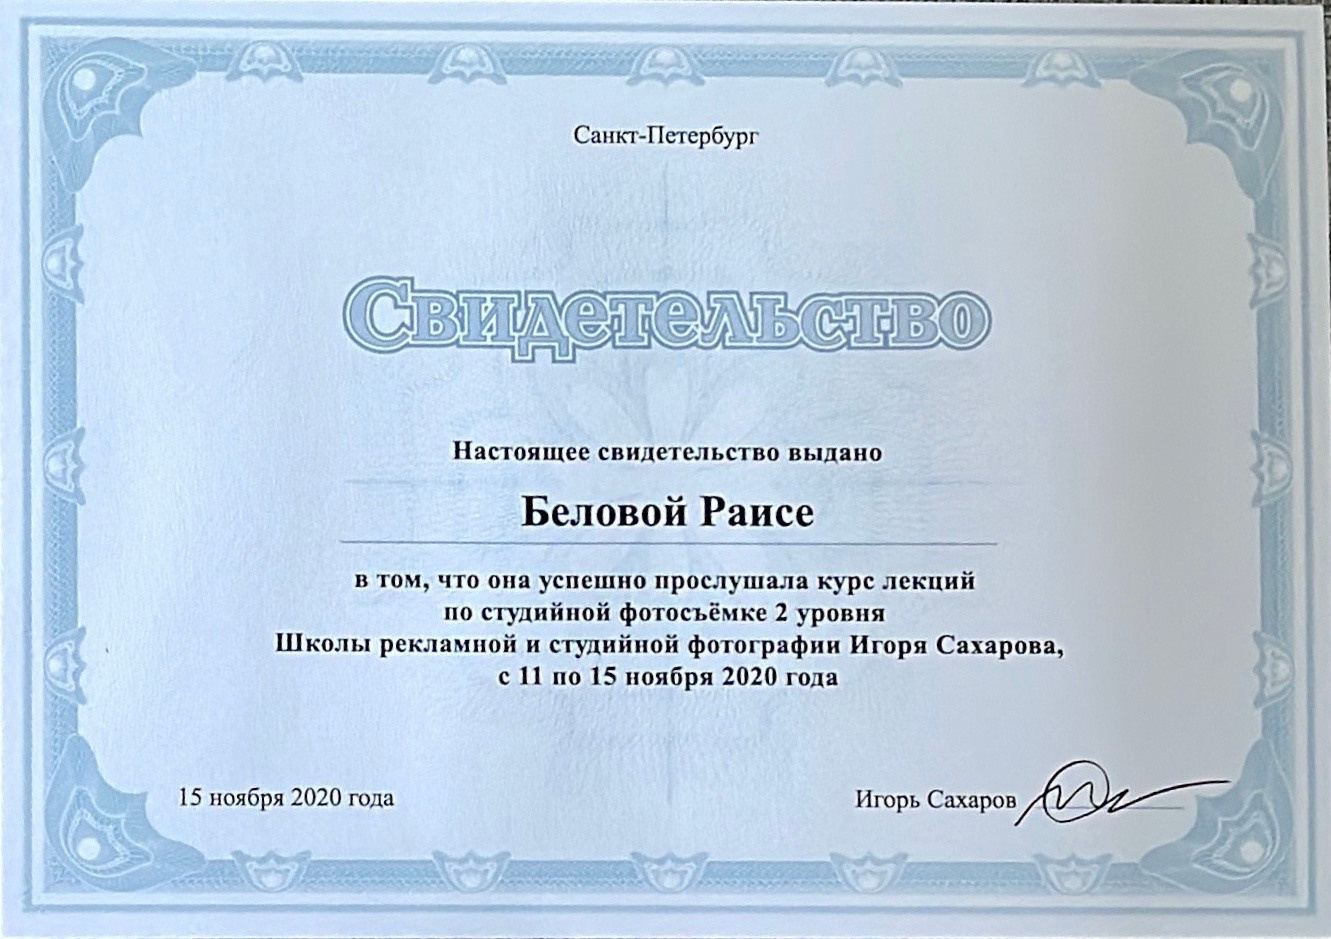 Санкт-Петербург
Свидетельство
Настоящее свидетельство выдано
Беловой Раисе
в том, что она успешно прослушала курс лекций
по студийной фотосъёмке 2 уровня
Школы рекламной и студийной фотографии Игоря Сахарова,
с 11 по 15 ноября 2020 года
15 ноября 2020 года
Игорь Сахаров